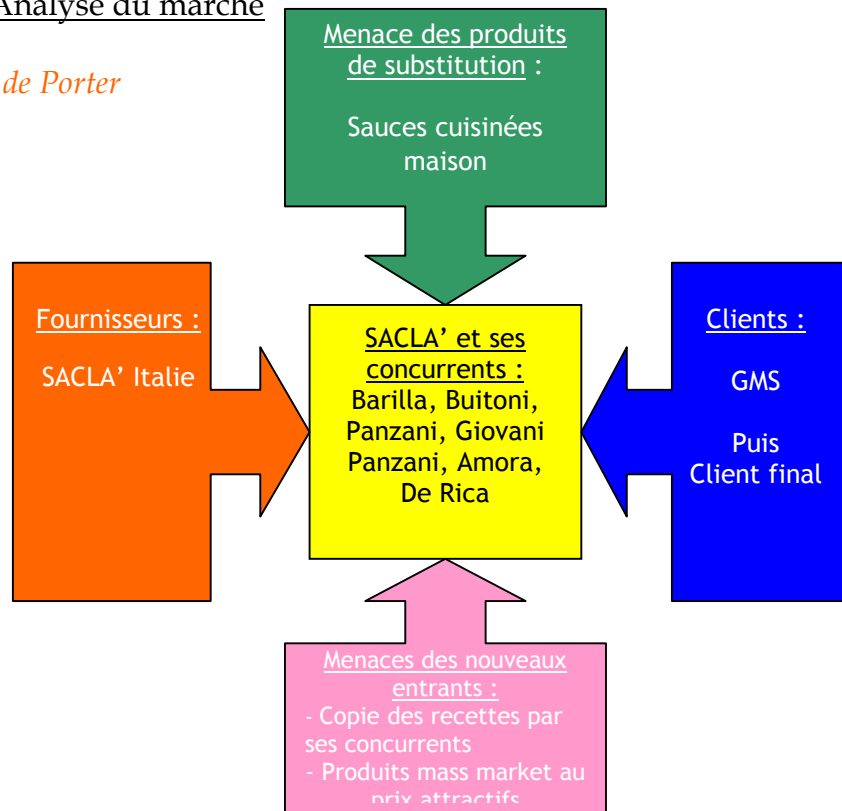 Analyse du marché
de Porter
Menace des produits
de substitution :
Sauces cuisinées
maison
Fournisseurs :
SACLA’ Italie
SACLA’ et ses
concurrents :
Barilla, Buitoni,
Panzani, Giovani
Panzani, Amora,
De Rica
Clients :
GMS
Puis
Client final
Menaces des nouveaux
entrants :
- Copie des recettes par
ses concurrents
- Produits mass market au
prix attractifs